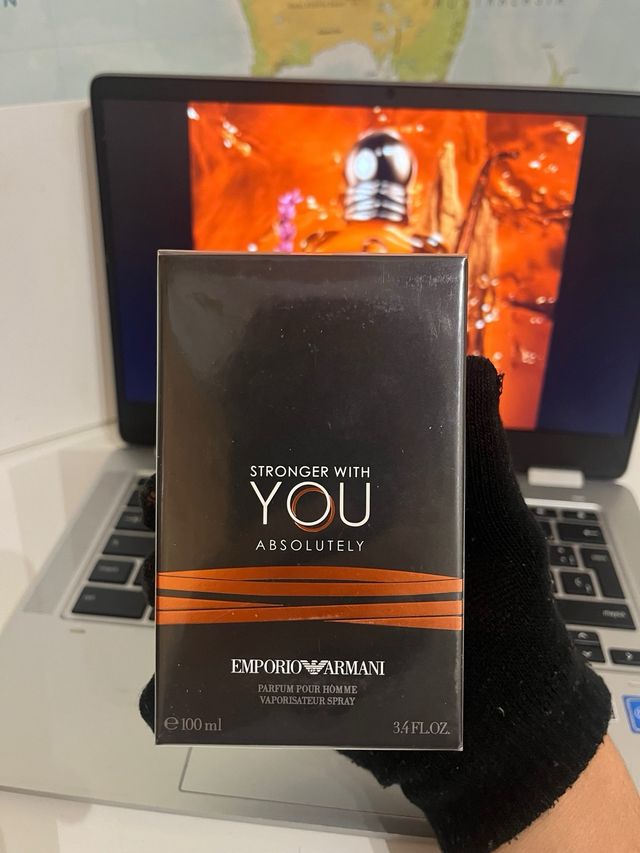 STRONGER WITH
YOU
ABSOLUTELY
EMPORIO ARMANI
PARFUM POUR HOMME
VAPORISATEUR SPRAY
℮ 100 ml
3.4 FL.OZ.